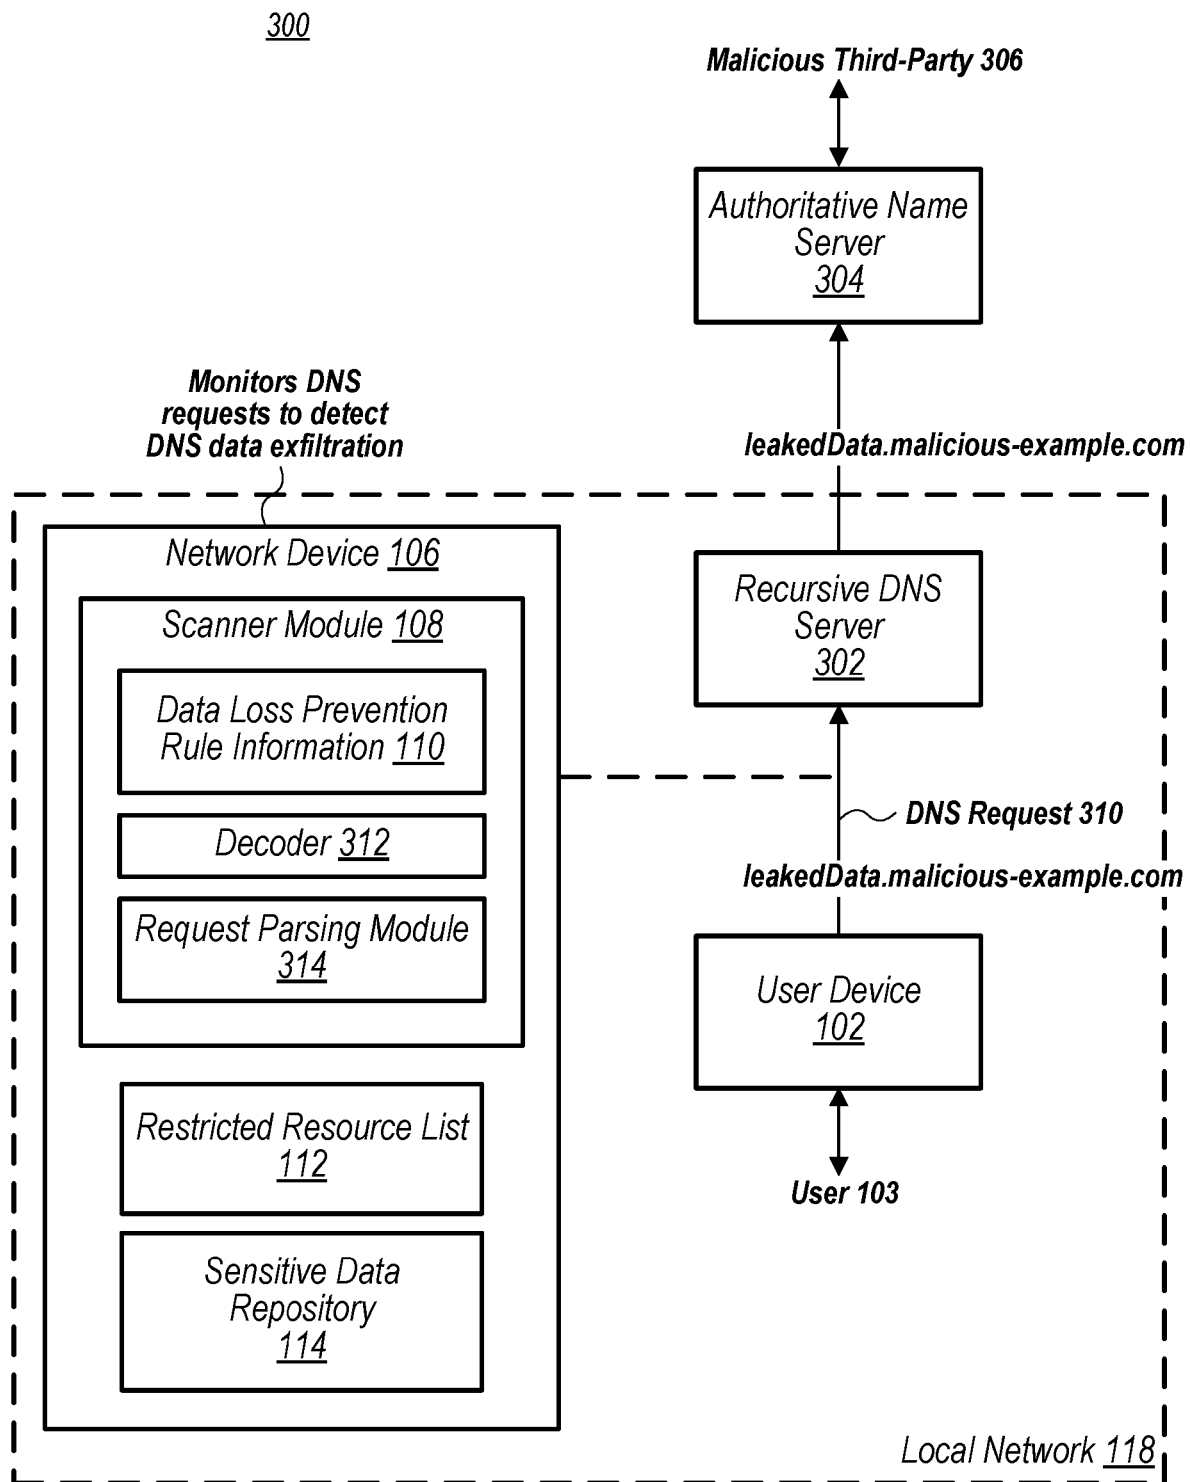 300
Malicious Third-Party 306
Authoritative Name
Server
304
Monitors DNS
requests to detect
DNS data exfiltration
leakedData.malicious-example.com
Network Device 106
Scanner Module 108
Data Loss Prevention
Rule Information 110
Decoder 312
Request Parsing Module
314
Restricted Resource List
112
Sensitive Data
Repository
114
Recursive DNS
Server
302
DNS Request 310
leakedData.malicious-example.com
User Device
102
User 103
Local Network 118